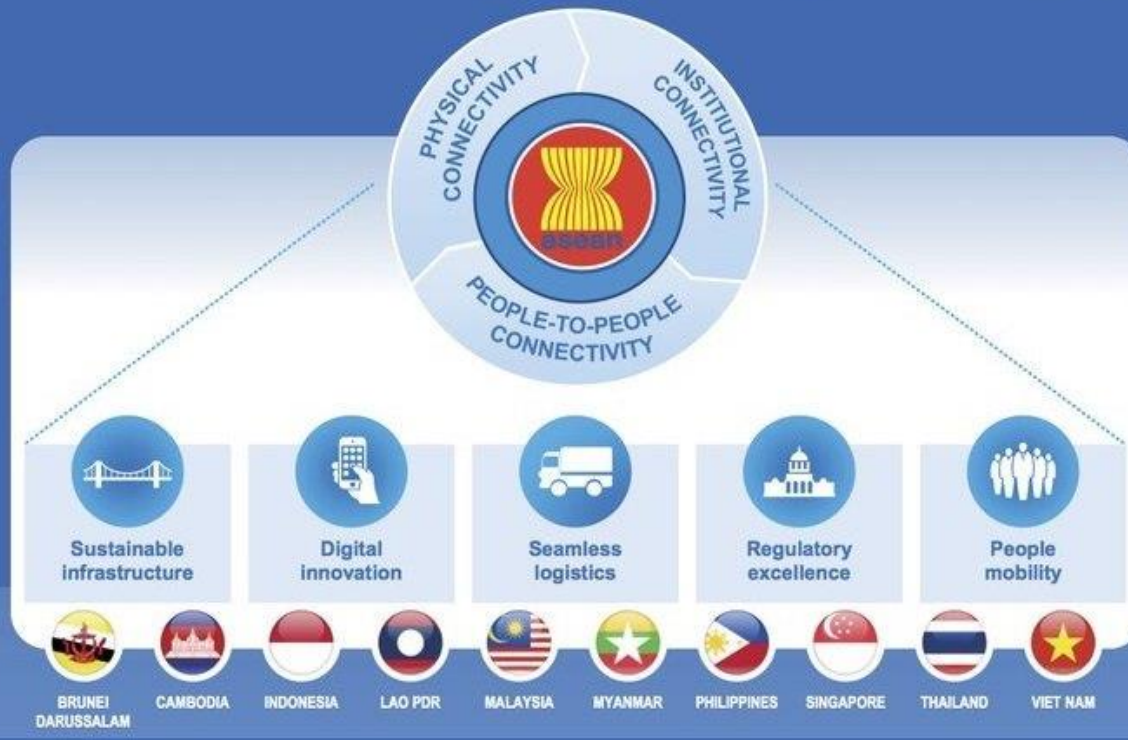 PHYSICAL
CONNECTIVITY
INSTITIUTIONAL
CONNECTIVITY
asean
PEOPLE-TO-PEOPLE
CONNECTIVITY
Sustainable
infrastructure
Digital
innovation
Seamless
logistics
Regulatory
excellence
People
mobility
BRUNEI
DARUSSALAM
CAMBODIA
INDONESIA
LAO PDR
MALAYSIA
MYANMAR
PHILIPPINES
SINGAPORE
THAILAND
VIET NAM